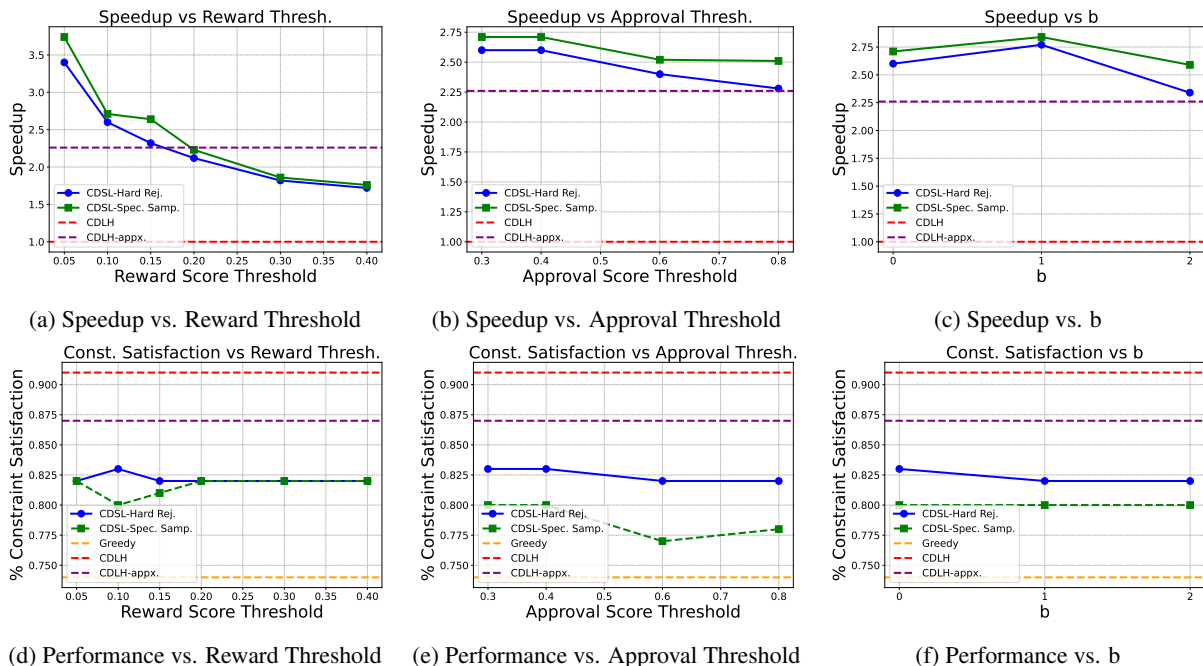 Speedup vs Reward Thresh.
3.5
3.0
2.5
2.0
1.5
1.0
Speedup
CDSL-Hard Rej.
CDSL-Spec. Samp.
CDLH
CDLH-appx.
0.05 0.10 0.15 0.20 0.25 0.30 0.35 0.40
Reward Score Threshold
(a) Speedup vs. Reward Threshold
Speedup vs Approval Thresh.
2.75
2.50
2.25
2.00
1.75
1.50
1.25
1.00
Speedup
CDSL-Hard Rej.
CDSL-Spec. Samp.
CDLH
CDLH-appx.
0.3 0.4 0.5 0.6 0.7 0.8
Approval Score Threshold
(b) Speedup vs. Approval Threshold
Speedup vs b
2.75
2.50
2.25
2.00
1.75
1.50
1.25
1.00
Speedup
CDSL-Hard Rej.
CDSL-Spec. Samp.
CDLH
CDLH-appx.
0 1 2
b
(c) Speedup vs. b
Const. Satisfaction vs Reward Thresh.
0.900
0.875
0.850
0.825
0.800
0.775
0.750
% Constraint Satisfaction
CDSL-Hard Rej.
CDSL-Spec. Samp.
Greedy
CDLH
CDLH-appx.
0.05 0.10 0.15 0.20 0.25 0.30 0.35 0.40
Reward Score Threshold
(d) Performance vs. Reward Threshold
Const. Satisfaction vs Approval Thresh.
0.900
0.875
0.850
0.825
0.800
0.775
0.750
% Constraint Satisfaction
CDSL-Hard Rej.
CDSL-Spec. Samp.
Greedy
CDLH
CDLH-appx.
0.3 0.4 0.5 0.6 0.7 0.8
Approval Score Threshold
(e) Performance vs. Approval Threshold
Const. Satisfaction vs b
0.900
0.875
0.850
0.825
0.800
0.775
0.750
% Constraint Satisfaction
CDSL-Hard Rej.
CDSL-Spec. Samp.
Greedy
CDLH
CDLH-appx.
0 1 2
b
(f) Performance vs. b